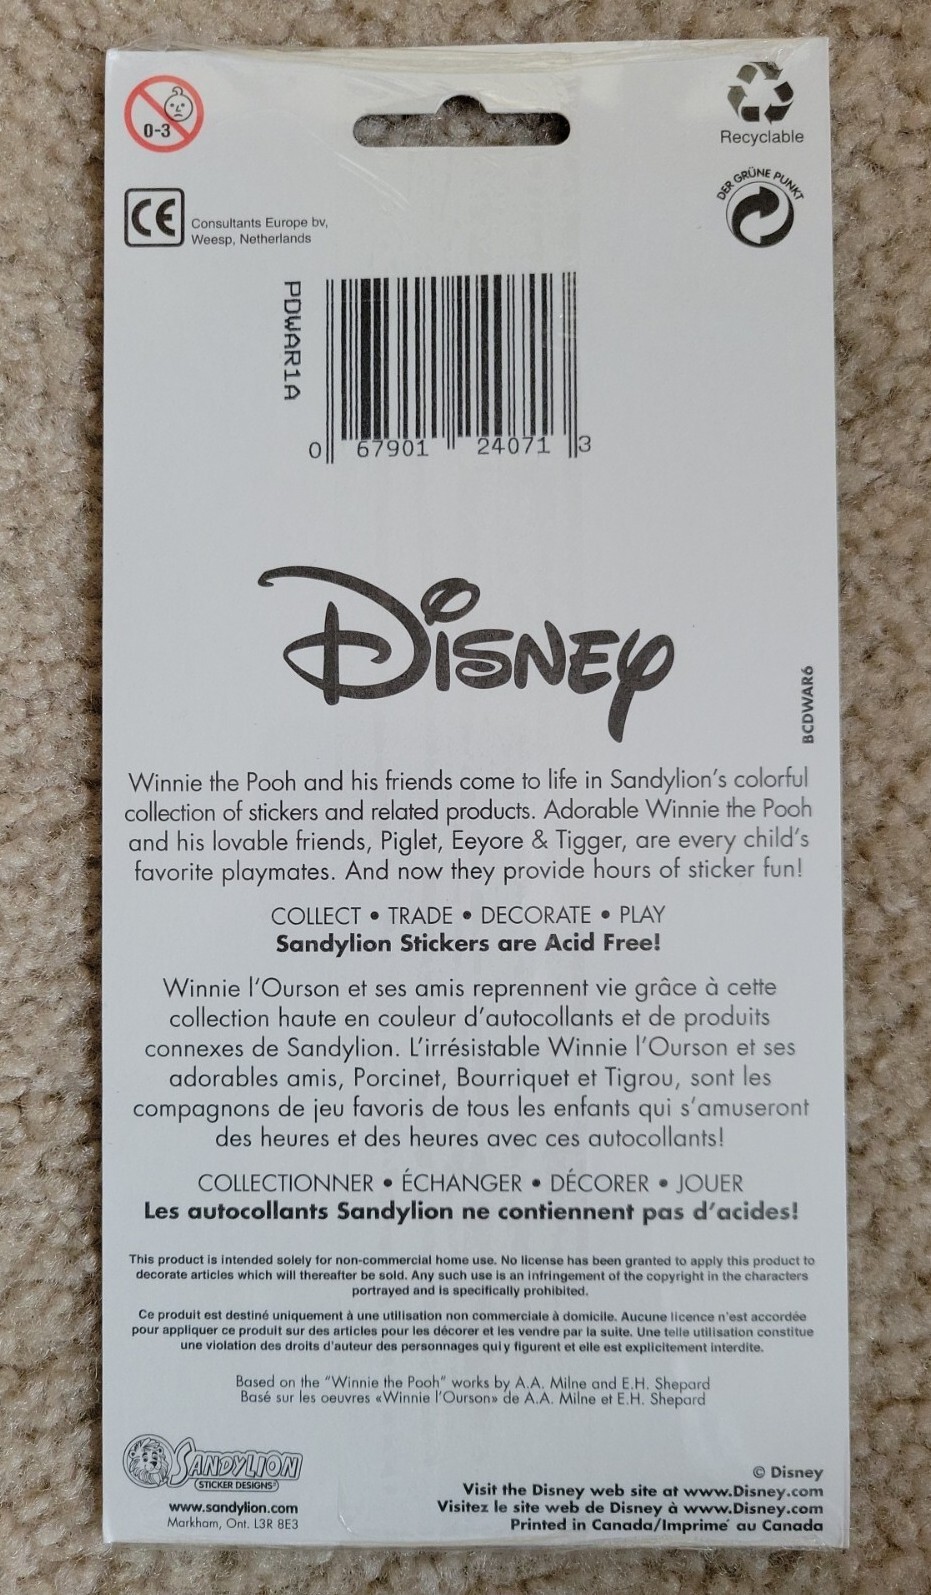 0-3
Recyclable
DER GRÜNE PUNKT
CE
Consultants Europe bv,
Weesp, Netherlands
PDWAR1A
0 67901 24071 3
Disney
BCDWAR6
Winnie the Pooh and his friends come to life in Sandylion's colorful
collection of stickers and related products. Adorable Winnie the Pooh
and his lovable friends, Piglet, Eeyore & Tigger, are every child's
favorite playmates. And now they provide hours of sticker fun!
COLLECT • TRADE • DECORATE • PLAY
Sandylion Stickers are Acid Free!
Winnie l'Ourson et ses amis reprennent vie grâce à cette
collection haute en couleur d'autocollants et de produits
connexes de Sandylion. L'irrésistable Winnie l'Ourson et ses
adorables amis, Porcinet, Bourriquet et Tigrou, sont les
compagnons de jeu favoris de tous les enfants qui s'amuseront
des heures et des heures avec ces autocollants!
COLLECTIONNER • ÉCHANGER • DÉCORER • JOUER
Les autocollants Sandylion ne contiennent pas d'acides!
This product is intended solely for non-commercial home use. No license has been granted to apply this product to
decorate articles which will thereafter be sold. Any such use is an infringement of the copyright in the characters
portrayed and is specifically prohibited.
Ce produit est destiné uniquement à une utilisation non commerciale à domicile. Aucune licence n'est accordée
pour appliquer ce produit sur des articles pour les décorer et les vendre par la suite. Une telle utilisation constitue
une violation des droits d'auteur des personnages qui y figurent et elle est explicitement interdite.
Based on the "Winnie the Pooh" works by A.A. Milne and E.H. Shepard
Basé sur les oeuvres «Winnie l'Ourson» de A.A. Milne et E.H. Shepard
SANDYLION
STICKER DESIGNS
www.sandylion.com
Markham, Ont. L3R 8E3
© Disney
Visit the Disney web site at www.Disney.com
Visitez le site web de Disney à www.Disney.com
Printed in Canada/Imprimé au Canada